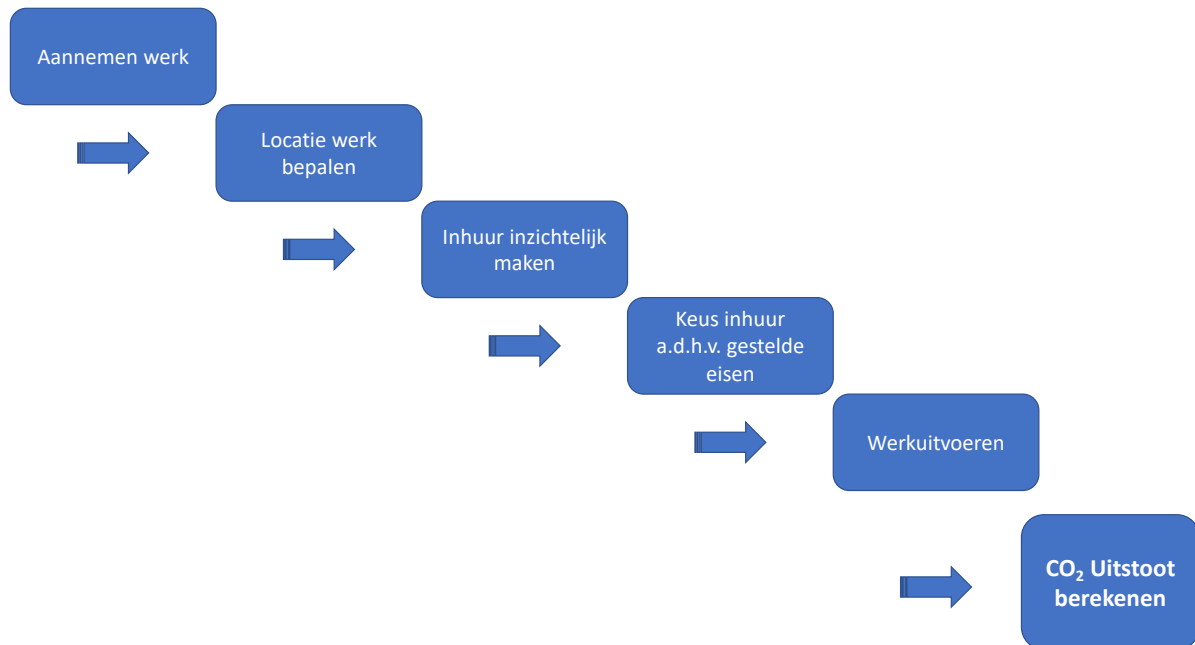 Aannemen werk
Locatie werk
bepalen
Inhuur inzichtelijk
maken
Keus inhuur
a.d.h.v. gestelde
eisen
Werkuitvoeren
CO₂ Uitstoot
berekenen